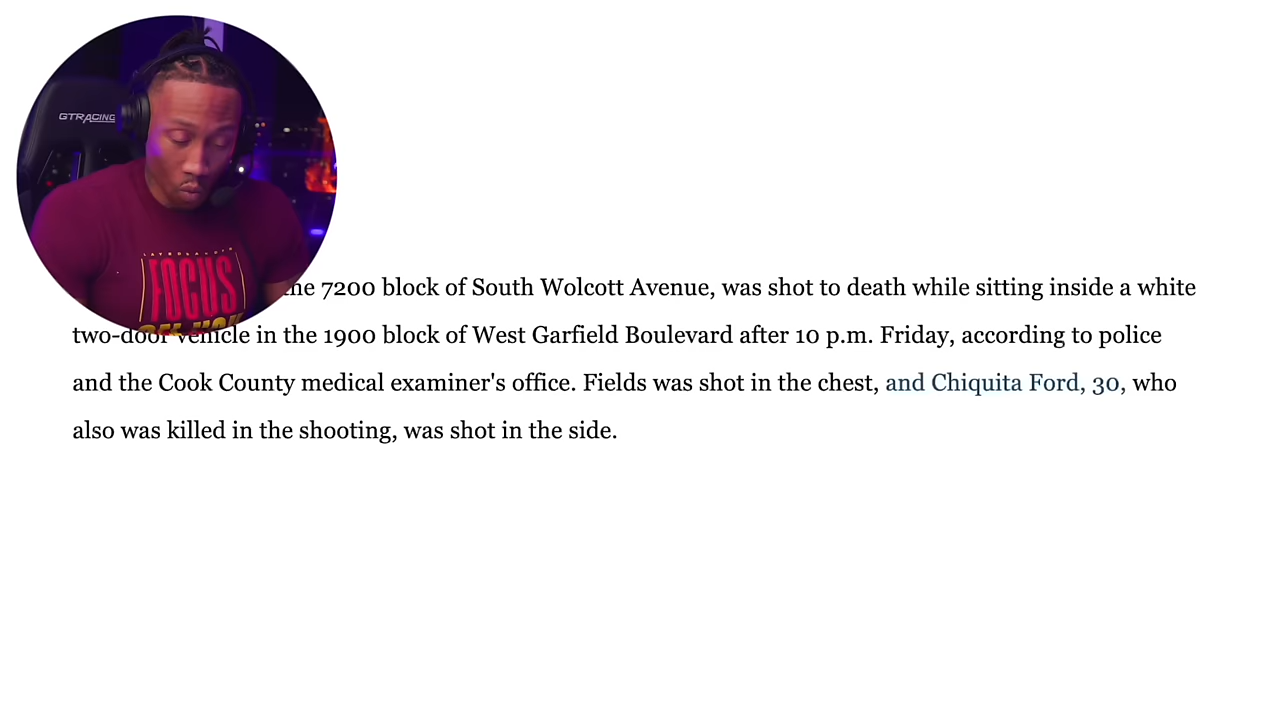 GTRACING
FOCUS
the 7200 block of South Wolcott Avenue, was shot to death while sitting inside a white
two-door vehicle in the 1900 block of West Garfield Boulevard after 10 p.m. Friday, according to police
and the Cook County medical examiner's office. Fields was shot in the chest, and Chiquita Ford, 30, who
also was killed in the shooting, was shot in the side.